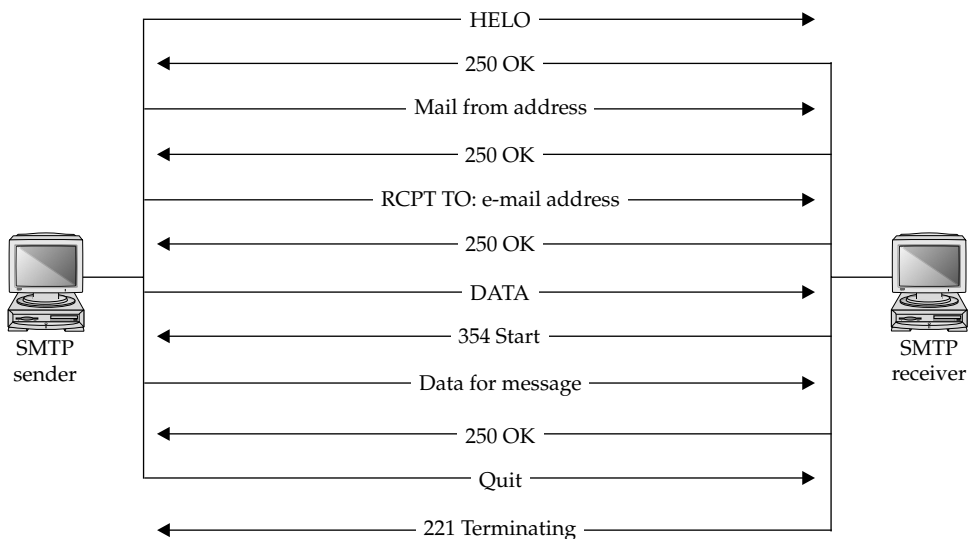 HELO
250 OK
Mail from address
250 OK
RCPT TO: e-mail address
250 OK
DATA
354 Start
SMTP
sender
SMTP
receiver
Data for message
250 OK
Quit
221 Terminating